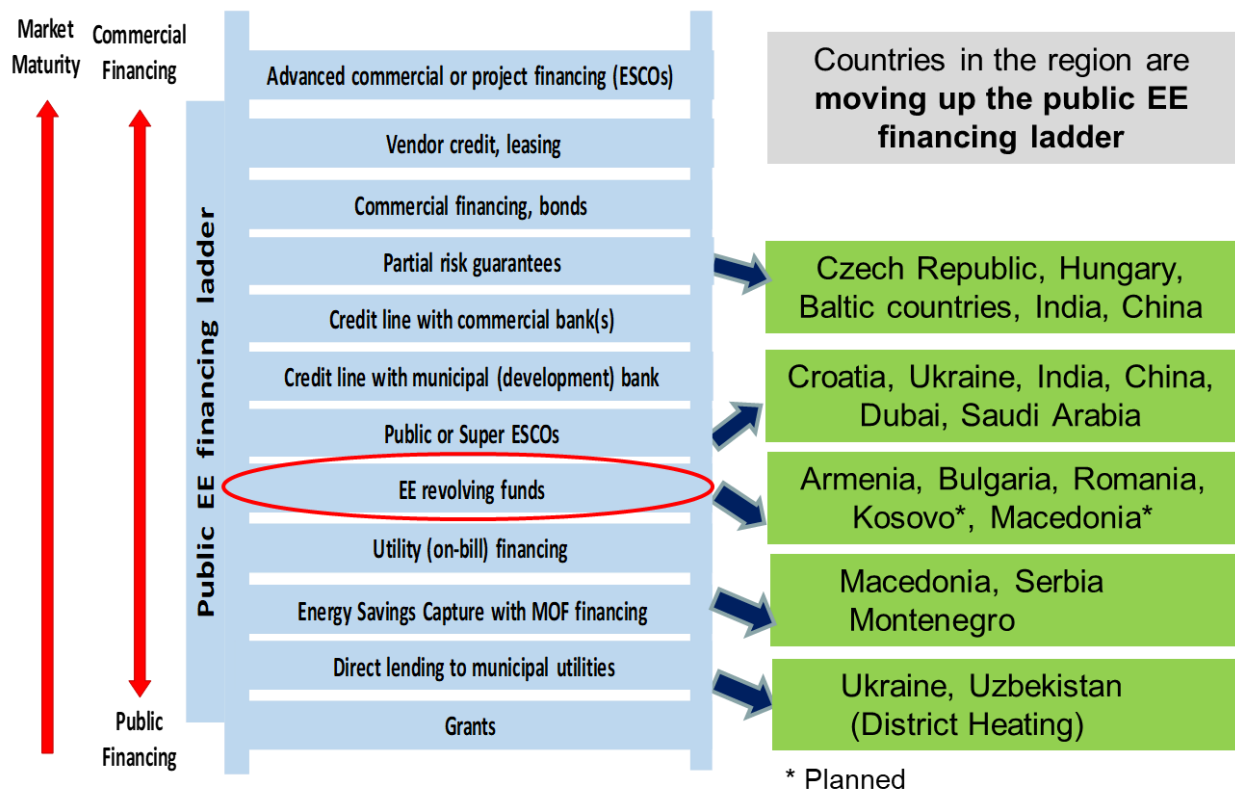 Market
Maturity
Commercial
Financing
Public
Financing
Public EE financing ladder
Advanced commercial or project financing (ESCOs)
Vendor credit, leasing
Commercial financing, bonds
Partial risk guarantees
Credit line with commercial bank(s)
Credit line with municipal (development) bank
Public or Super ESCOs
EE revolving funds
Utility (on-bill) financing
Energy Savings Capture with MOF financing
Direct lending to municipal utilities
Grants
Countries in the region are
moving up the public EE
financing ladder
Czech Republic, Hungary,
Baltic countries, India, China
Croatia, Ukraine, India, China,
Dubai, Saudi Arabia
Armenia, Bulgaria, Romania,
Kosovo*, Macedonia*
Macedonia, Serbia
Montenegro
Ukraine, Uzbekistan
(District Heating)
* Planned